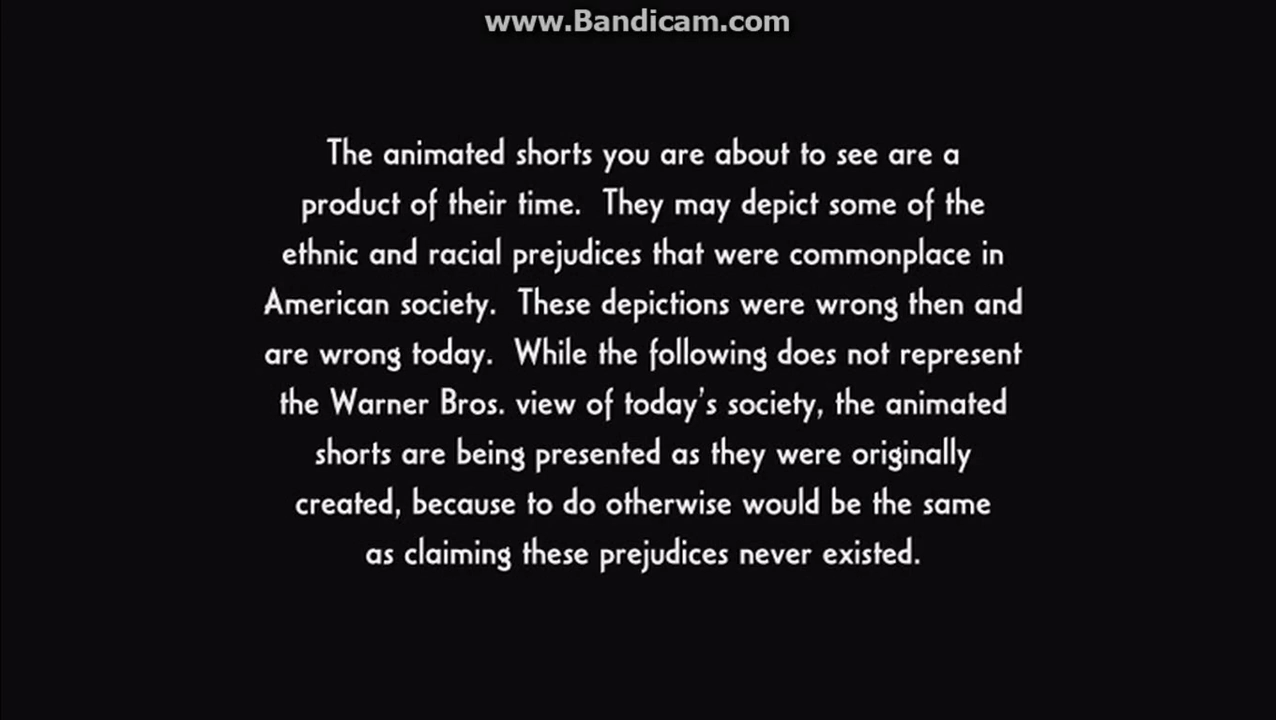 www.Bandicam.com
The animated shorts you are about to see are a
product of their time.  They may depict some of the
ethnic and racial prejudices that were commonplace in
American society.  These depictions were wrong then and
are wrong today.  While the following does not represent
the Warner Bros. view of today's society, the animated
shorts are being presented as they were originally
created, because to do otherwise would be the same
as claiming these prejudices never existed.